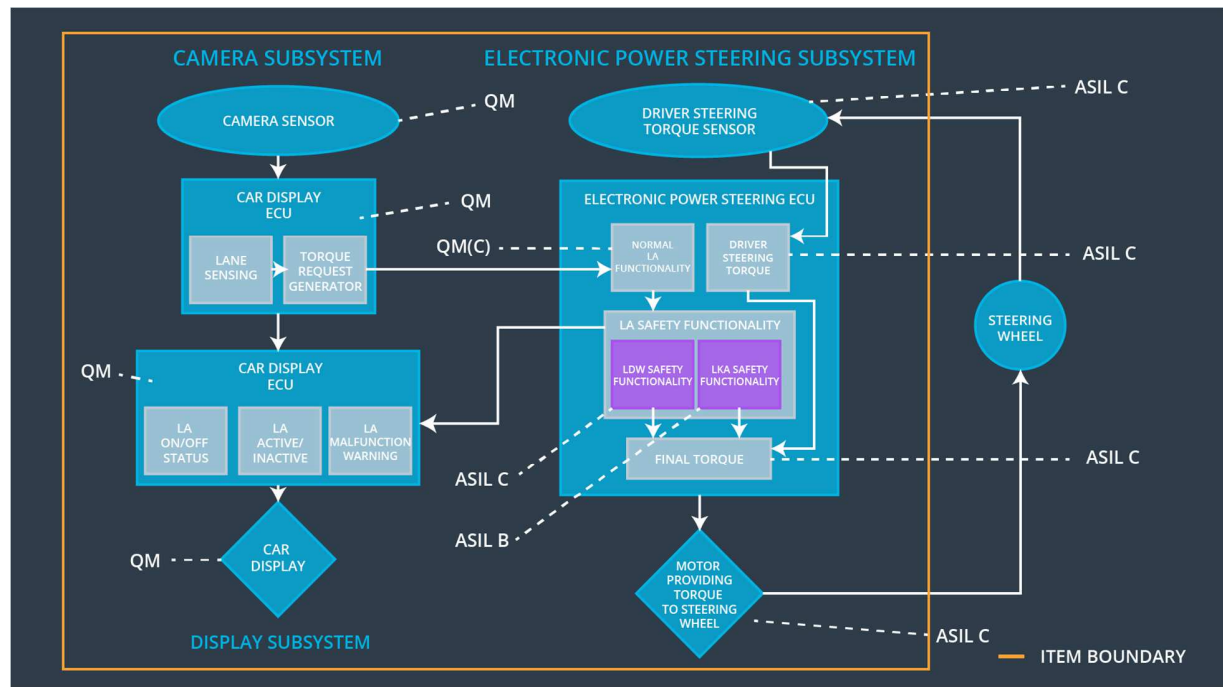 CAMERA SUBSYSTEM
ELECTRONIC POWER STEERING SUBSYSTEM
CAMERA SENSOR
QM
DRIVER STEERING
TORQUE SENSOR
ASIL C
CAR DISPLAY
ECU
QM
LANE
SENSING
TORQUE
REQUEST
GENERATOR
ELECTRONIC POWER STEERING ECU
QM(C)
NORMAL
LA
FUNCTIONALITY
DRIVER
STEERING
TORQUE
ASIL C
STEERING
WHEEL
LA SAFETY FUNCTIONALITY
LDW SAFETY
FUNCTIONALITY
LKA SAFETY
FUNCTIONALITY
CAR DISPLAY
ECU
QM
LA
ON/OFF
STATUS
LA
ACTIVE/
INACTIVE
LA
MALFUNCTION
WARNING
FINAL TORQUE
ASIL C
ASIL C
ASIL B
QM
CAR
DISPLAY
MOTOR
PROVIDING
TORQUE
TO STEERING
WHEEL
ASIL C
DISPLAY SUBSYSTEM
ITEM BOUNDARY